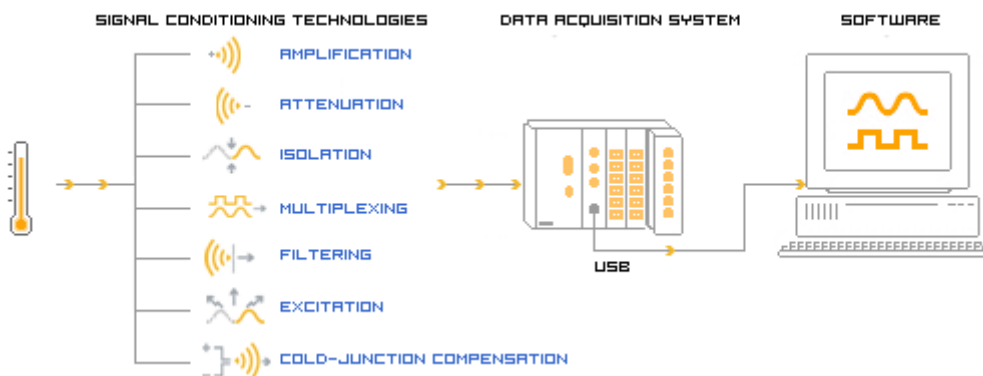 SIGNAL CONDITIONING TECHNOLOGIES
DATA ACQUISITION SYSTEM
SOFTWARE
AMPLIFICATION
ATTENUATION
ISOLATION
MULTIPLEXING
FILTERING
EXCITATION
COLD-JUNCTION COMPENSATION
USB